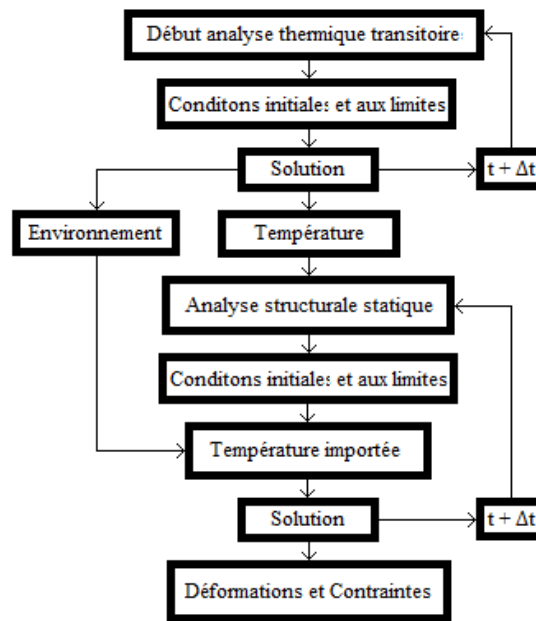 Début analyse thermique transitoire
Conditons initiales et aux limites
Solution
t + Δt
Environnement
Température
Analyse structurale statique
Conditons initiales et aux limites
Température importée
Solution
t + Δt
Déformations et Contraintes